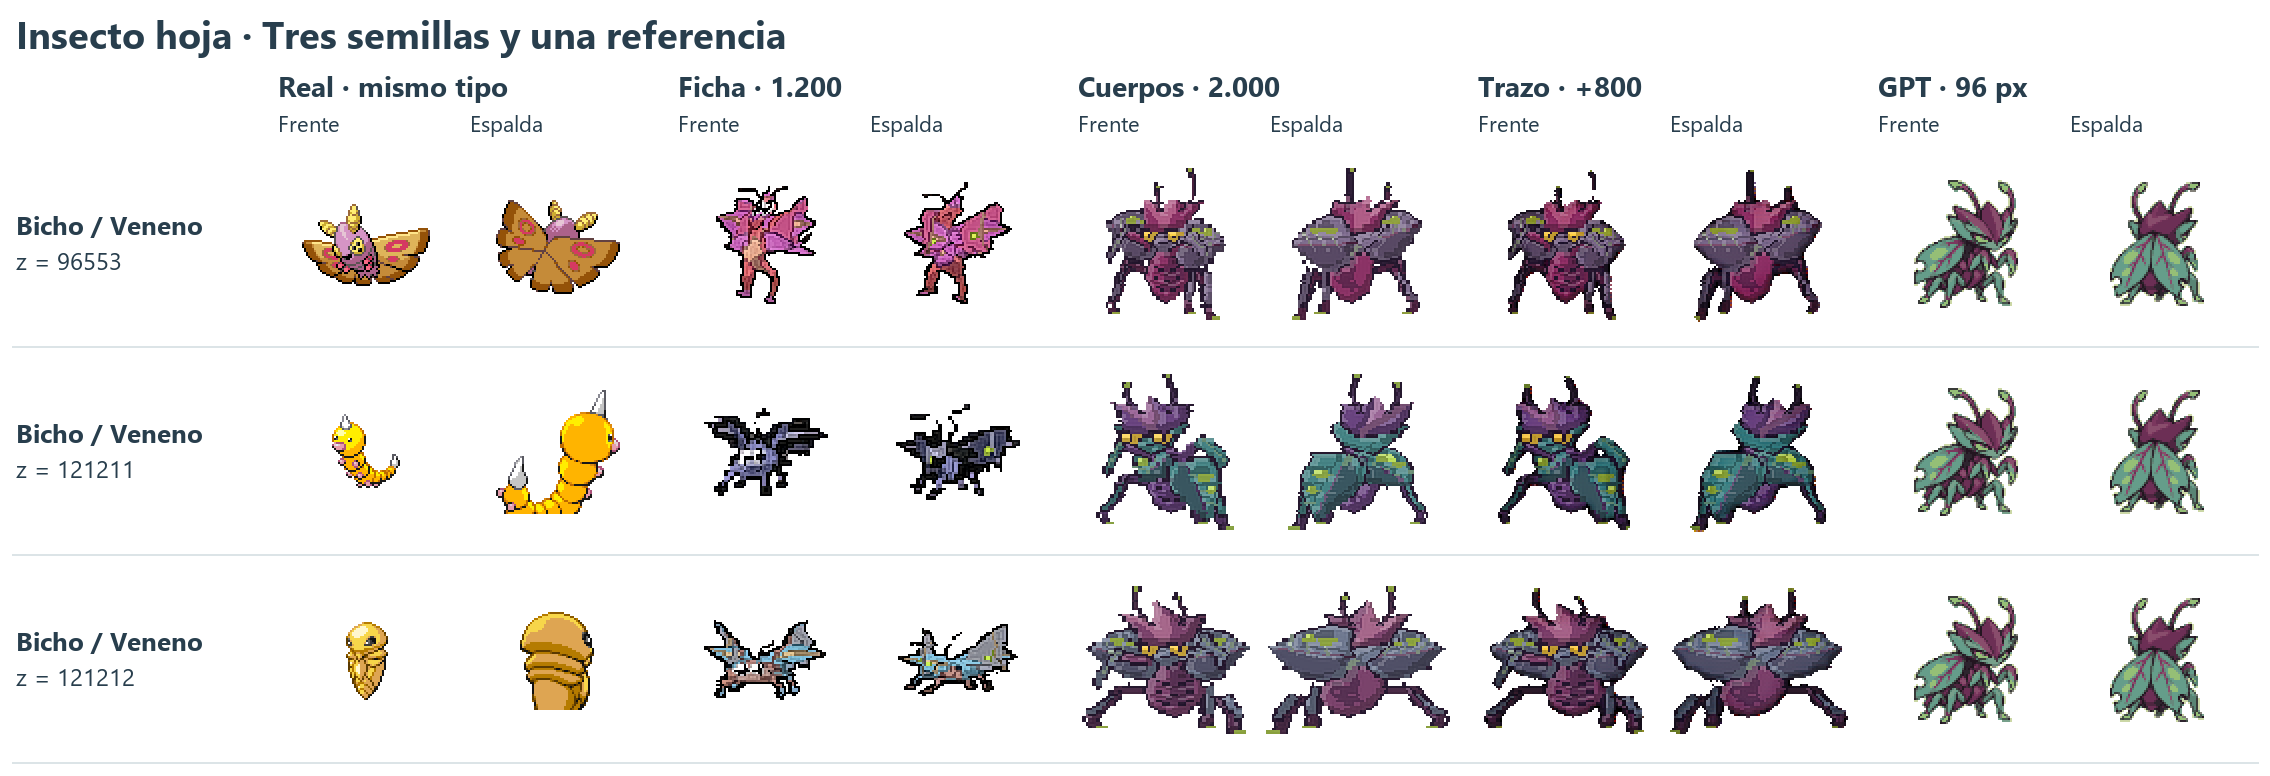 Insecto hoja · Tres semillas y una referencia
Real · mismo tipo Ficha · 1.200 Cuerpos · 2.000 Trazo · +800 GPT · 96 px
Frente Espalda Frente Espalda Frente Espalda Frente Espalda Frente Espalda
Bicho / Veneno
z = 96553
Bicho / Veneno
z = 121211
Bicho / Veneno
z = 121212